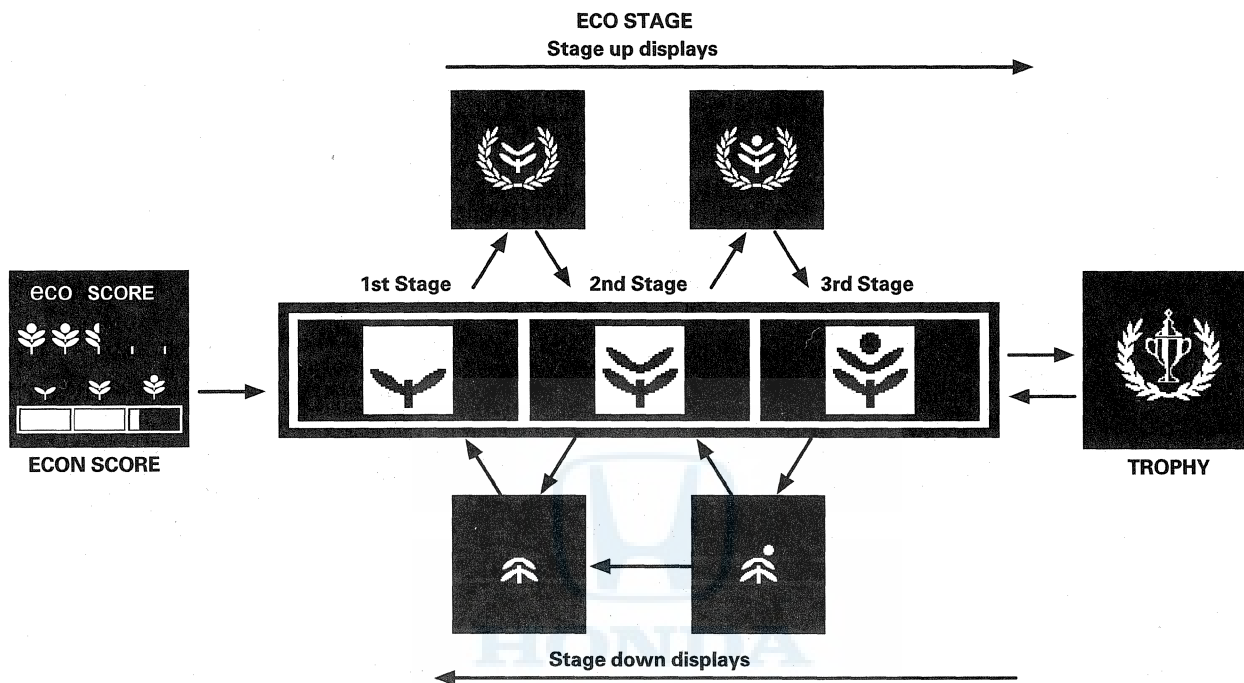 ECO STAGE
Stage up displays
1st Stage
2nd Stage
3rd Stage
eco SCORE
ECON SCORE
TROPHY
HONDA
Stage down displays